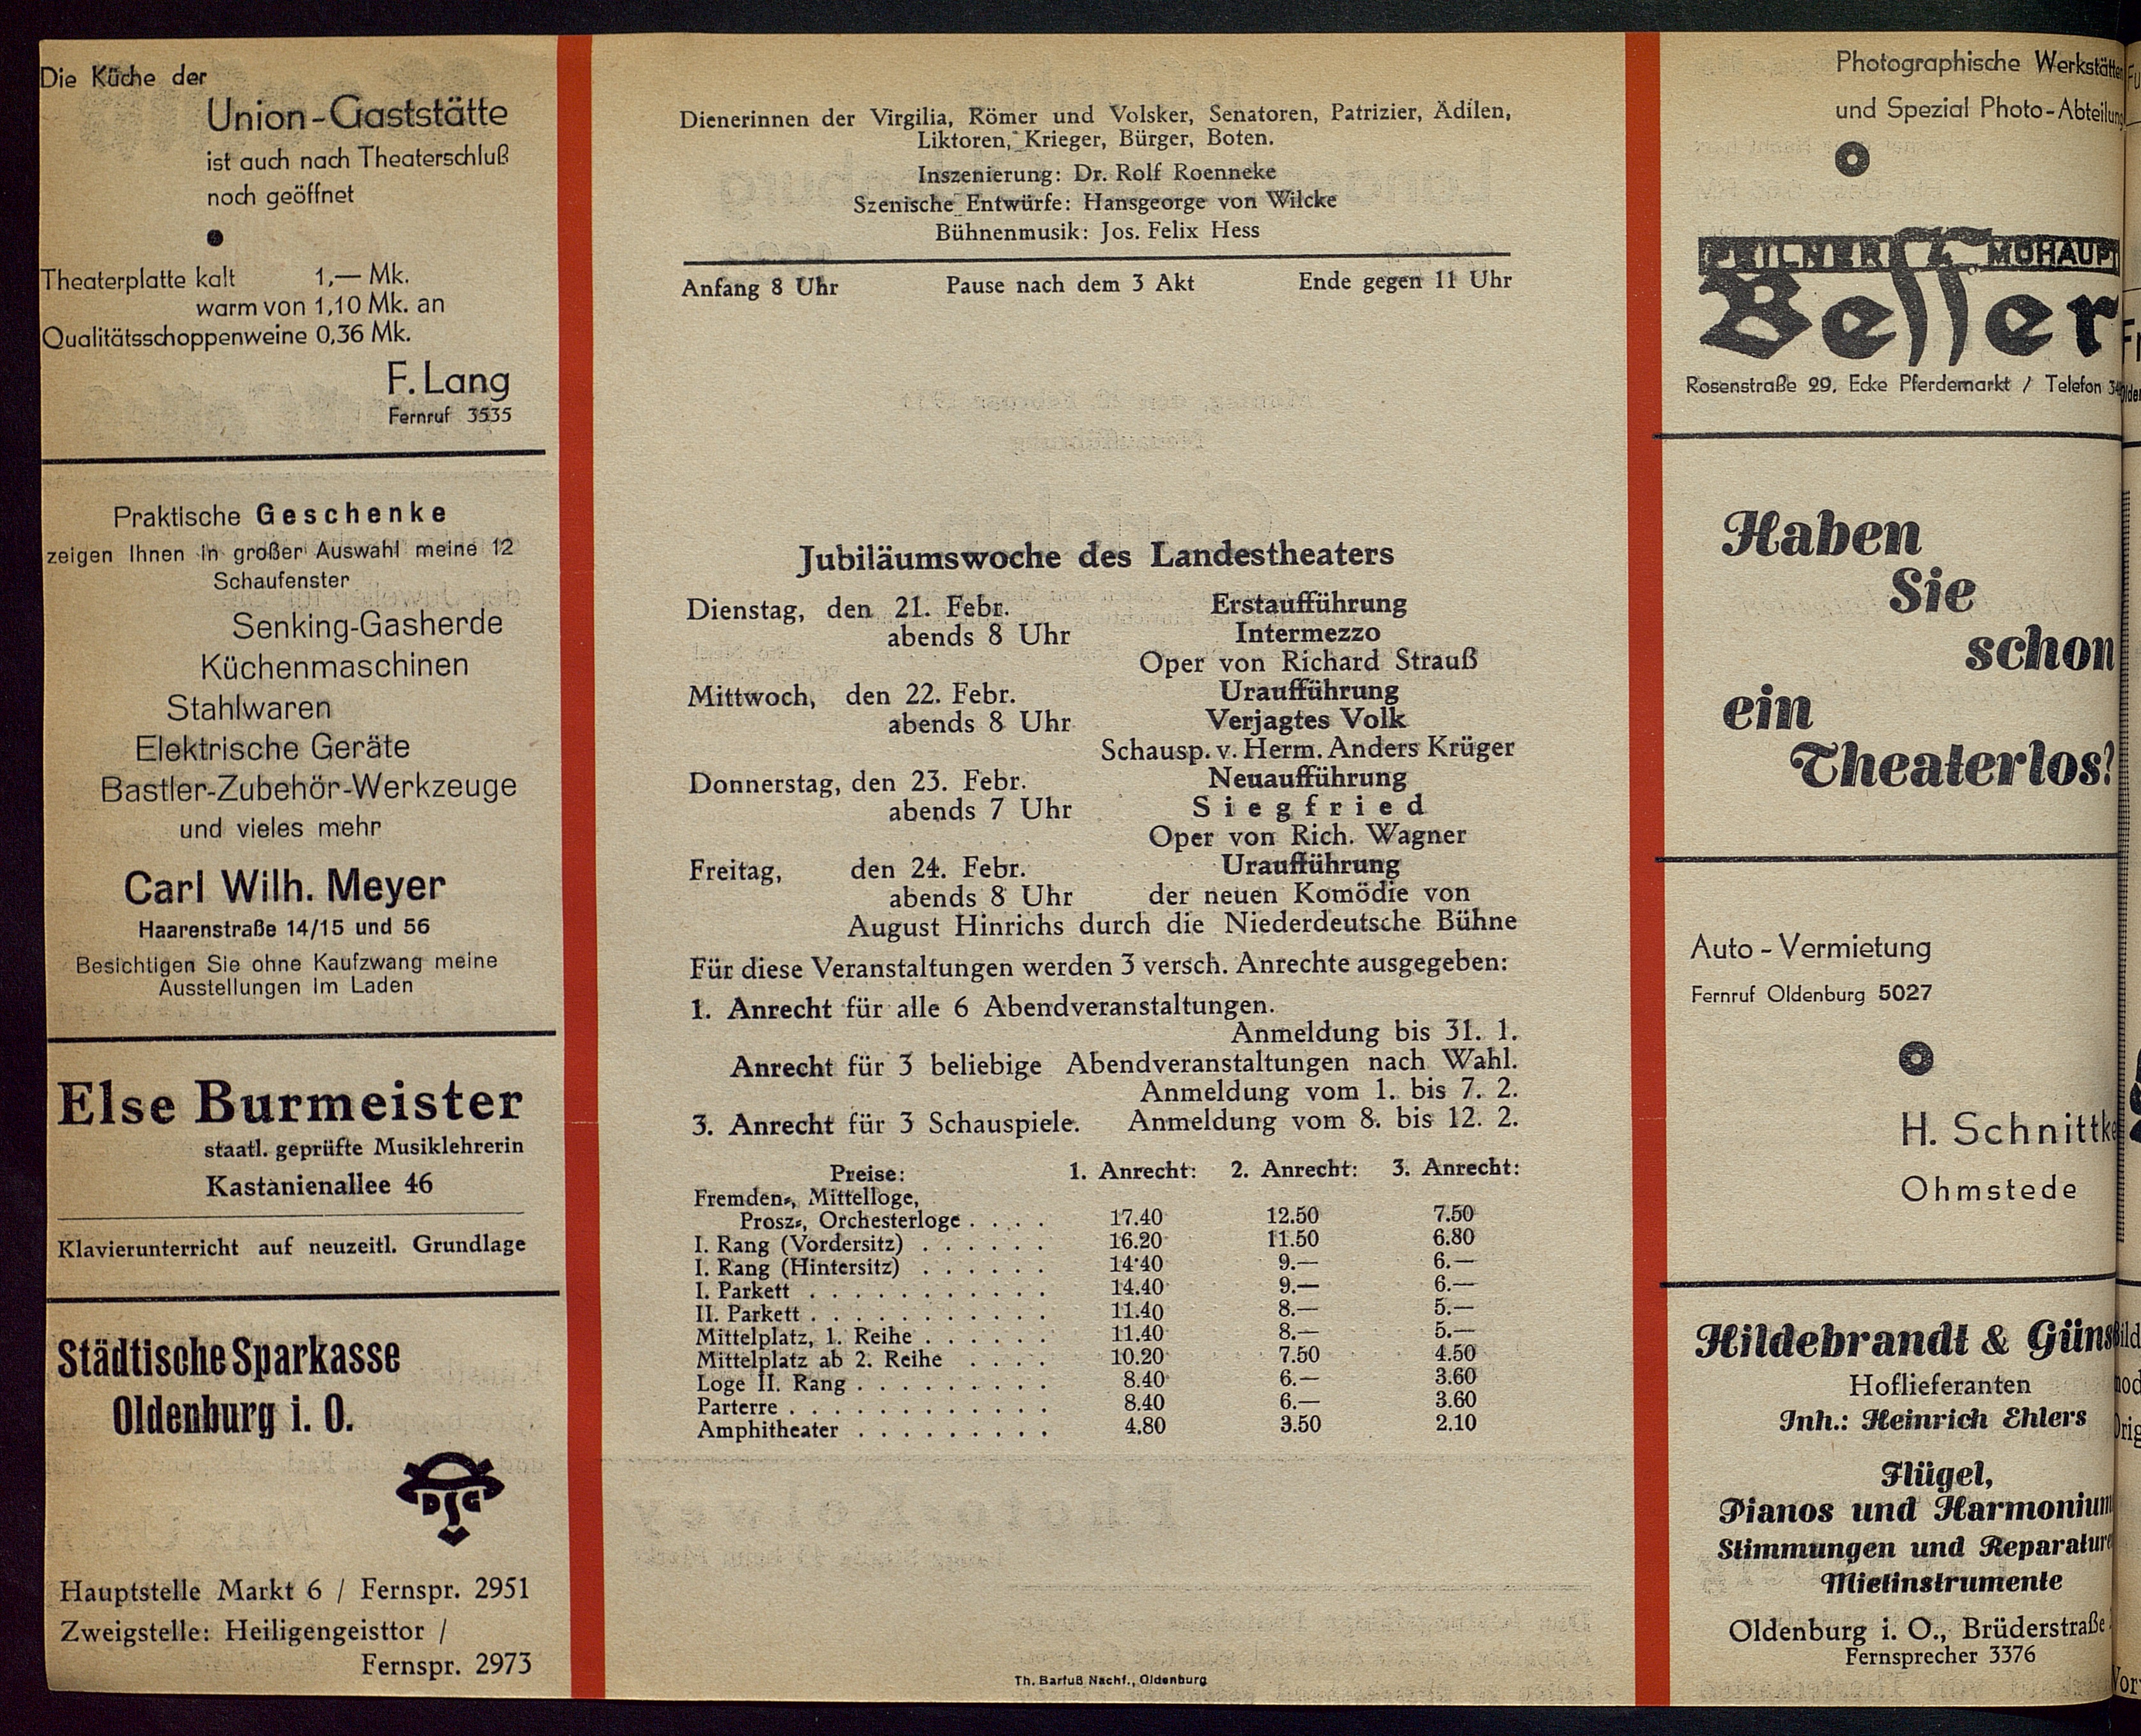 Die Küche der
Union-Gaststätte
ist auch nach Theaterschluß
noch geöffnet
Theaterplatte kalt 1,— Mk.
warm von 1,10 Mk. an
Qualitätsschoppenweine 0,36 Mk.
F. Lang
Fernruf 3535
Praktische Geschenke
zeigen Ihnen in großer Auswahl meine 12
Schaufenster
Senking-Gasherde
Küchenmaschinen
Stahlwaren
Elektrische Geräte
Bastler-Zubehör-Werkzeuge
und vieles mehr
Carl Wilh. Meyer
Haarenstraße 14/15 und 56
Besichtigen Sie ohne Kaufzwang meine
Ausstellungen im Laden
Else Burmeister
staatl. geprüfte Musiklehrerin
Kastanienallee 46
Klavierunterricht auf neuzeitl. Grundlage
Städtische Sparkasse
Oldenburg i. O.
DSG
Hauptstelle Markt 6 / Fernspr. 2951
Zweigstelle: Heiligengeisttor /
Fernspr. 2973
Dienerinnen der Virgilia, Römer und Volsker, Senatoren, Patrizier, Ädilen,
Liktoren, Krieger, Bürger, Boten.
Inszenierung: Dr. Rolf Roenneke
Szenische Entwürfe: Hansgeorge von Wilcke
Bühnenmusik: Jos. Felix Hess
Anfang 8 Uhr Pause nach dem 3 Akt Ende gegen 11 Uhr
Jubiläumswoche des Landestheaters
Dienstag, den 21. Febr. Erstaufführung
abends 8 Uhr Intermezzo
Oper von Richard Strauß
Mittwoch, den 22. Febr. Uraufführung
abends 8 Uhr Verjagtes Volk
Schausp. v. Herm. Anders Krüger
Donnerstag, den 23. Febr. Neuaufführung
abends 7 Uhr Siegfried
Oper von Rich. Wagner
Freitag, den 24. Febr. Uraufführung
abends 8 Uhr der neuen Komödie von
August Hinrichs durch die Niederdeutsche Bühne
Für diese Veranstaltungen werden 3 versch. Anrechte ausgegeben:
1. Anrecht für alle 6 Abendveranstaltungen.
Anmeldung bis 31. 1.
Anrecht für 3 beliebige Abendveranstaltungen nach Wahl.
Anmeldung vom 1. bis 7. 2.
3. Anrecht für 3 Schauspiele. Anmeldung vom 8. bis 12. 2.
Preise: 1. Anrecht: 2. Anrecht: 3. Anrecht:
Fremden-, Mittelloge,
Prosz-, Orchesterloge . . . . 17.40 12.50 7.50
I. Rang (Vordersitz) . . . . . . 16.20 11.50 6.80
I. Rang (Hintersitz) . . . . . . 14·40 9.— 6.—
I. Parkett . . . . . . . . . . . 14.40 9.— 6.—
II. Parkett . . . . . . . . . . . 11.40 8.— 5.—
Mittelplatz, 1. Reihe . . . . . . 11.40 8.— 5.—
Mittelplatz ab 2. Reihe . . . . 10.20 7.50 4.50
Loge II. Rang . . . . . . . . . 8.40 6.— 3.60
Parterre . . . . . . . . . . . . 8.40 6.— 3.60
Amphitheater . . . . . . . . . 4.80 3.50 2.10
Th. Barfuß Nachf., Oldenburg
Photographische Werkstätten
und Spezial Photo-Abteilung
MOHAUPT
Besser
Rosenstraße 29, Ecke Pferdemarkt / Telefon
Haben
Sie
schon
ein
Theaterlos?
Auto-Vermietung
Fernruf Oldenburg 5027
H. Schnittk
Ohmstede
Hildebrandt & Güns
Hoflieferanten
Inh.: Heinrich Ehlers
Flügel,
Pianos und Harmonium
Stimmungen und Reparature
Mietinstrumente
Oldenburg i. O., Brüderstraße
Fernsprecher 3376